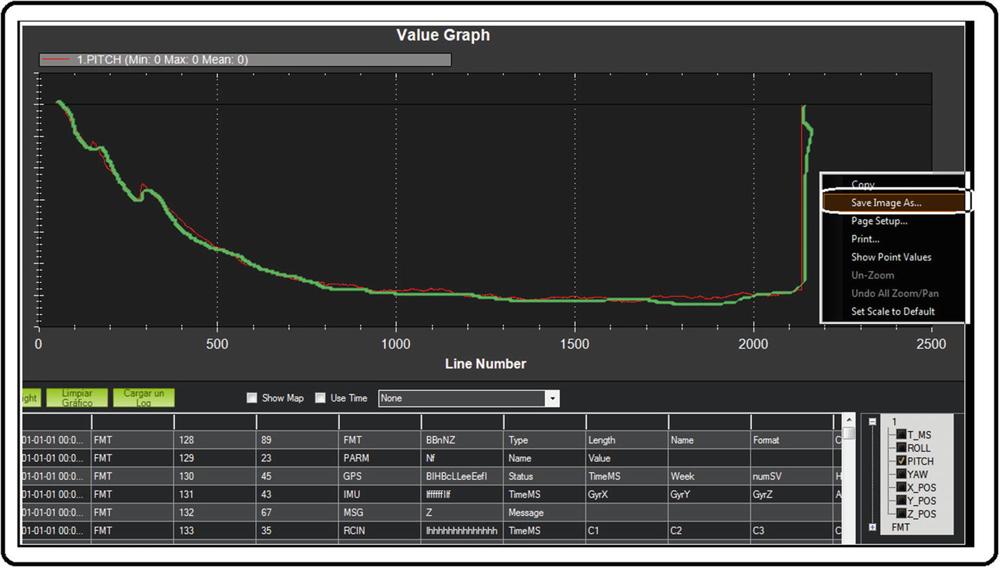 Value Graph
1.PITCH (Min: 0 Max: 0 Mean: 0)
Copy
Save Image As...
Page Setup...
Print...
Show Point Values
Un-Zoom
Undo All Zoom/Pan
Set Scale to Default
0 500 1000 1500 2000 2500
Line Number
ight Limpiar Gráfico Cargar un Log Show Map Use Time None
01-01-01 00:0... FMT 128 89 FMT BBnNZ Type Length Name Format C
01-01-01 00:0... FMT 129 23 PARM Nf Name Value
01-01-01 00:0... FMT 130 45 GPS BIHBcLLeeEefI Status TimeMS Week numSV H
01-01-01 00:0... FMT 131 43 IMU IffffffIIf TimeMS GyrX GyrY GyrZ A
01-01-01 00:0... FMT 132 67 MSG Z Message
01-01-01 00:0... FMT 133 35 RCIN Ihhhhhhhhhhhhhh TimeMS C1 C2 C3 C
1
T_MS
ROLL
PITCH
YAW
X_POS
Y_POS
Z_POS
FMT